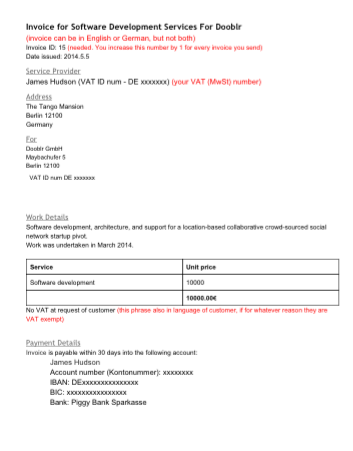 Invoice for Software Development Services For Dooblr
(invoice can be in English or German, but not both)
Invoice ID: 15 (needed. You increase this number by 1 for every invoice you send)
Date issued: 2014.5.5
Service Provider
James Hudson (VAT ID num - DE xxxxxxx) (your VAT (MwSt) number)
Address
The Tango Mansion
Berlin 12100
Germany
For
Dooblr GmbH
Maybachufer 5
Berlin 12100
VAT ID num DE xxxxxxx
Work Details
Software development, architecture, and support for a location-based collaborative crowd-sourced social
network startup pivot.
Work was undertaken in March 2014.
Service Unit price
Software development 10000
10000.00€
No VAT at request of customer (this phrase also in language of customer, if for whatever reason they are
VAT exempt)
Payment Details
Invoice is payable within 30 days into the following account:
James Hudson
Account number (Kontonummer): xxxxxxxx
IBAN: DExxxxxxxxxxxxxxx
BIC: xxxxxxxxxxxxxxxx
Bank: Piggy Bank Sparkasse